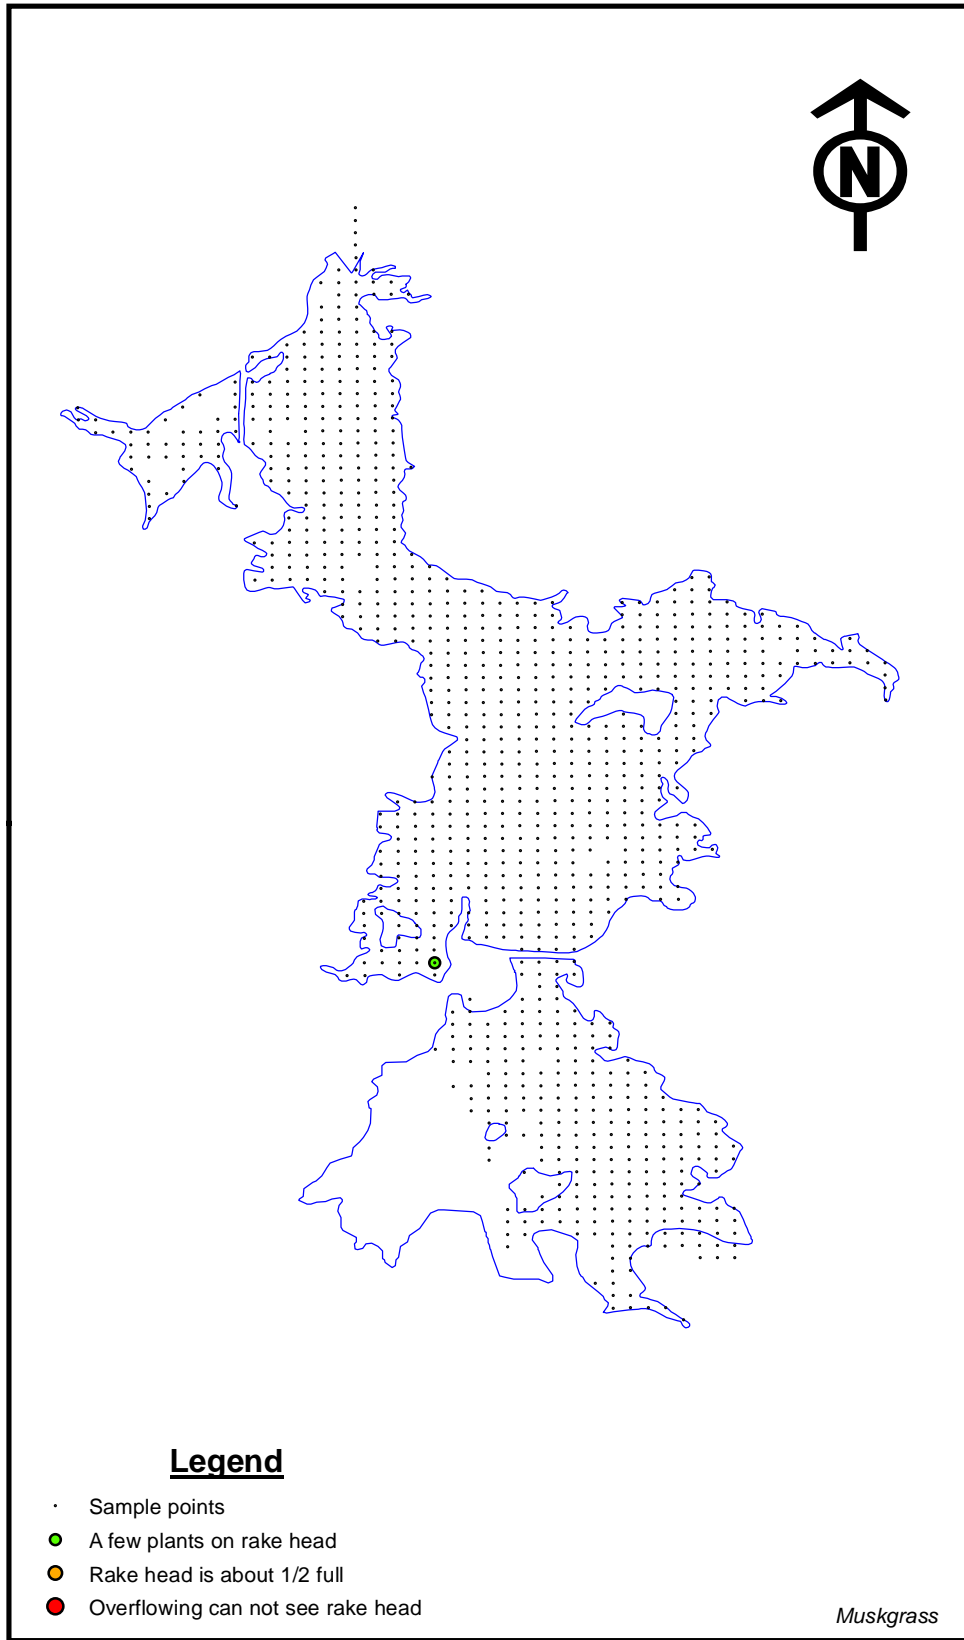 N
Legend
Sample points
A few plants on rake head
Rake head is about 1/2 full
Overflowing can not see rake head
Muskgrass